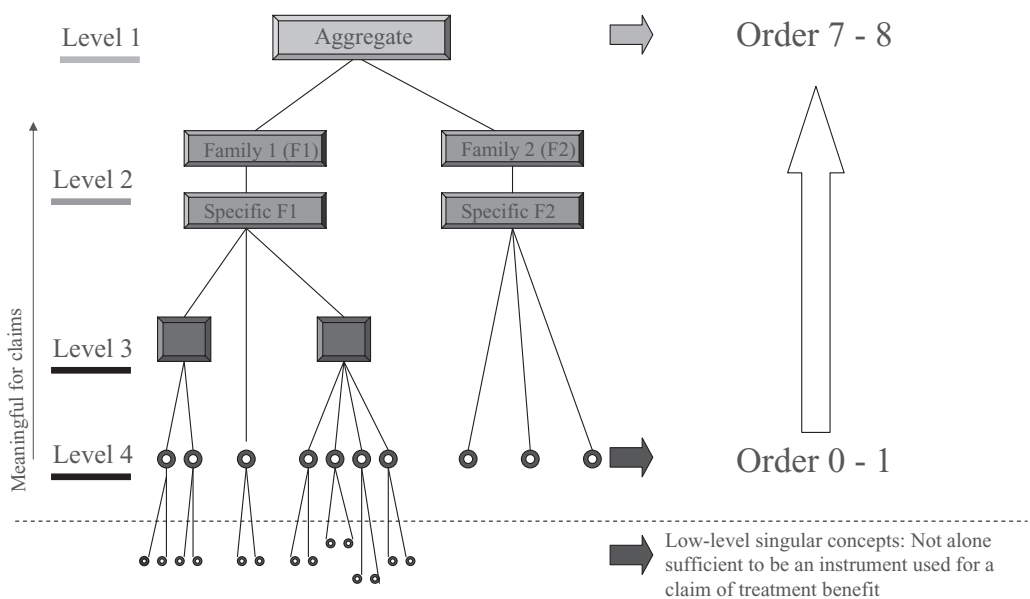 Level 1
Aggregate
Order 7 - 8
Family 1 (F1)
Family 2 (F2)
Level 2
Specific F1
Specific F2
Meaningful for claims
Level 3
Level 4
Order 0 - 1
Low-level singular concepts: Not alone
sufficient to be an instrument used for a
claim of treatment benefit